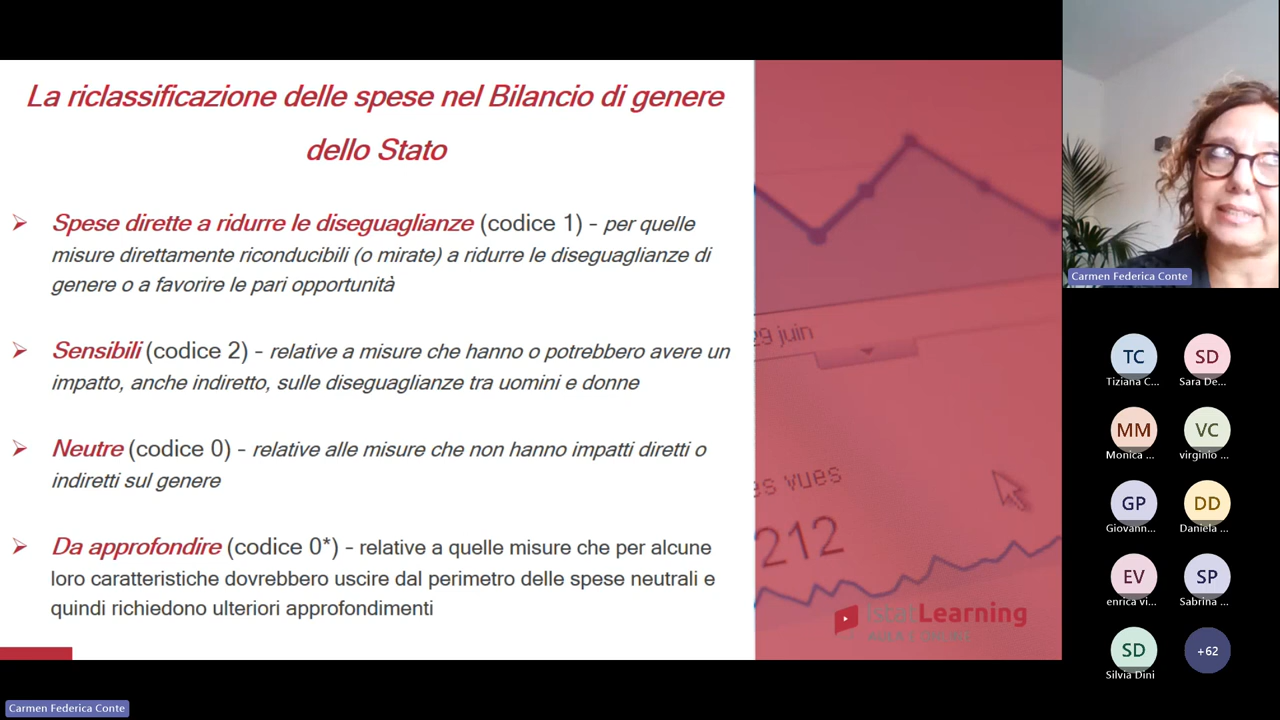 La riclassificazione delle spese nel Bilancio di genere
dello Stato
Spese dirette a ridurre le diseguaglianze (codice 1) - per quelle
misure direttamente riconducibili (o mirate) a ridurre le diseguaglianze di
genere o a favorire le pari opportunità
Sensibili (codice 2) - relative a misure che hanno o potrebbero avere un
impatto, anche indiretto, sulle diseguaglianze tra uomini e donne
Neutre (codice 0) - relative alle misure che non hanno impatti diretti o
indiretti sul genere
Da approfondire (codice 0*) - relative a quelle misure che per alcune
loro caratteristiche dovrebbero uscire dal perimetro delle spese neutrali e
quindi richiedono ulteriori approfondimenti
29 juin
es vues
212
istatLearning
Carmen Federica Conte
TC
Tiziana C...
SD
Sara De...
MM
Monica ...
VC
virginio ...
GP
Giovann...
DD
Daniela ...
EV
enrica vi...
SP
Sabrina ...
SD
Silvia Dini
+62
Carmen Federica Conte